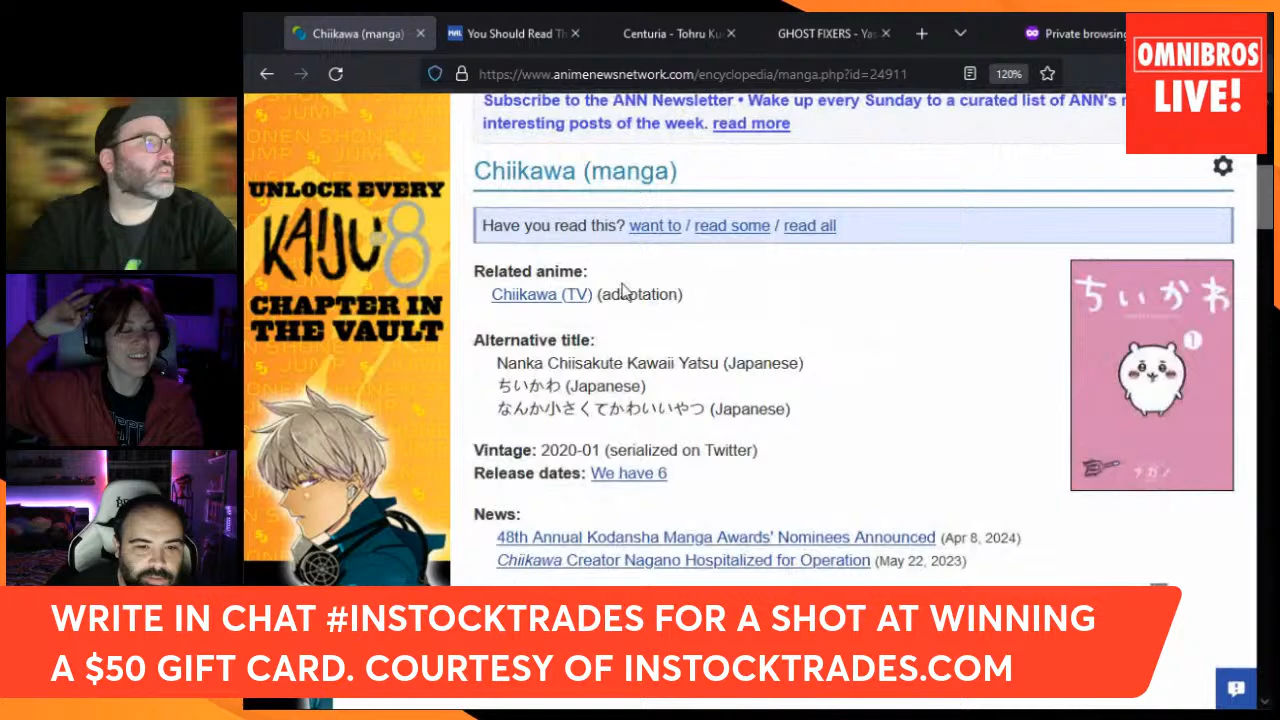 Chiikawa (manga)
MAL You Should Read Th
Centuria - Tohru Ku
GHOST FIXERS - Yas
Private browsing
https://www.animenewsnetwork.com/encyclopedia/manga.php?id=24911
120%
OMNIBROS
LIVE!
Subscribe to the ANN Newsletter • Wake up every Sunday to a curated list of ANN's
interesting posts of the week. read more
Chiikawa (manga)
Have you read this? want to / read some / read all
Related anime:
Chiikawa (TV) (adaptation)
Alternative title:
Nanka Chiisakute Kawaii Yatsu (Japanese)
ちいかわ (Japanese)
なんか小さくてかわいいやつ (Japanese)
Vintage: 2020-01 (serialized on Twitter)
Release dates: We have 6
News:
48th Annual Kodansha Manga Awards' Nominees Announced (Apr 8, 2024)
Chiikawa Creator Nagano Hospitalized for Operation (May 22, 2023)
ちいかわ
1
ナガノ
SHONEN JUMP
UNLOCK EVERY
KAIJU 8
CHAPTER IN
THE VAULT
WRITE IN CHAT #INSTOCKTRADES FOR A SHOT AT WINNING
A $50 GIFT CARD. COURTESY OF INSTOCKTRADES.COM